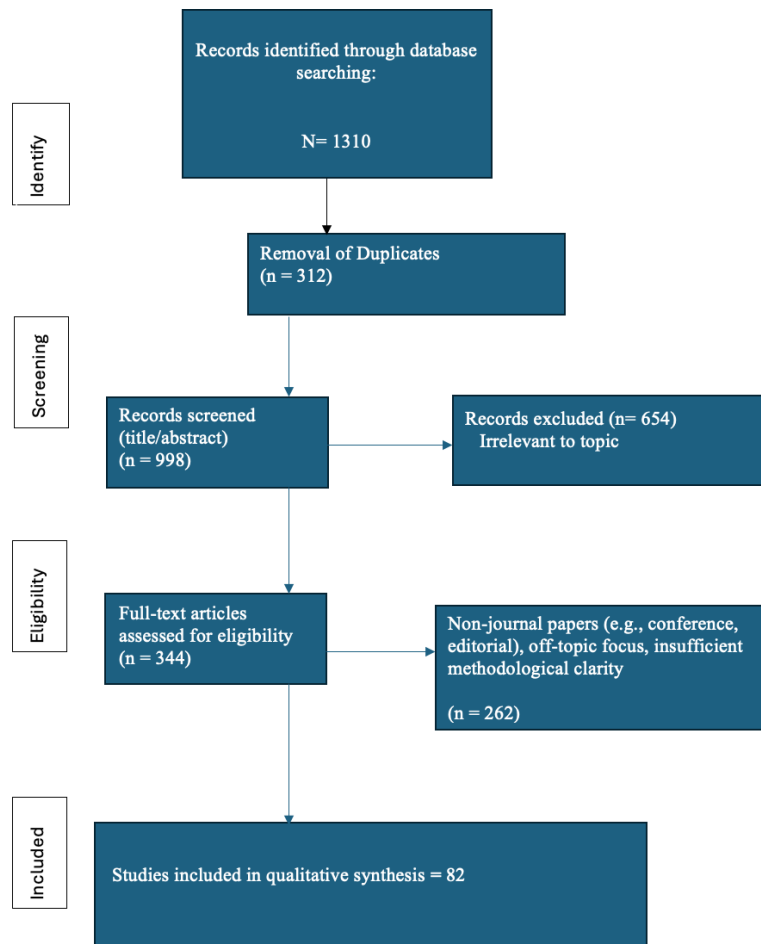 Records identified through database
searching:
N= 1310
Identify
Removal of Duplicates
(n = 312)
Screening
Records screened
(title/abstract)
(n = 998)
Records excluded (n= 654)
Irrelevant to topic
Eligibility
Full-text articles
assessed for eligibility
(n = 344)
Non-journal papers (e.g., conference,
editorial), off-topic focus, insufficient
methodological clarity
(n = 262)
Included
Studies included in qualitative synthesis = 82